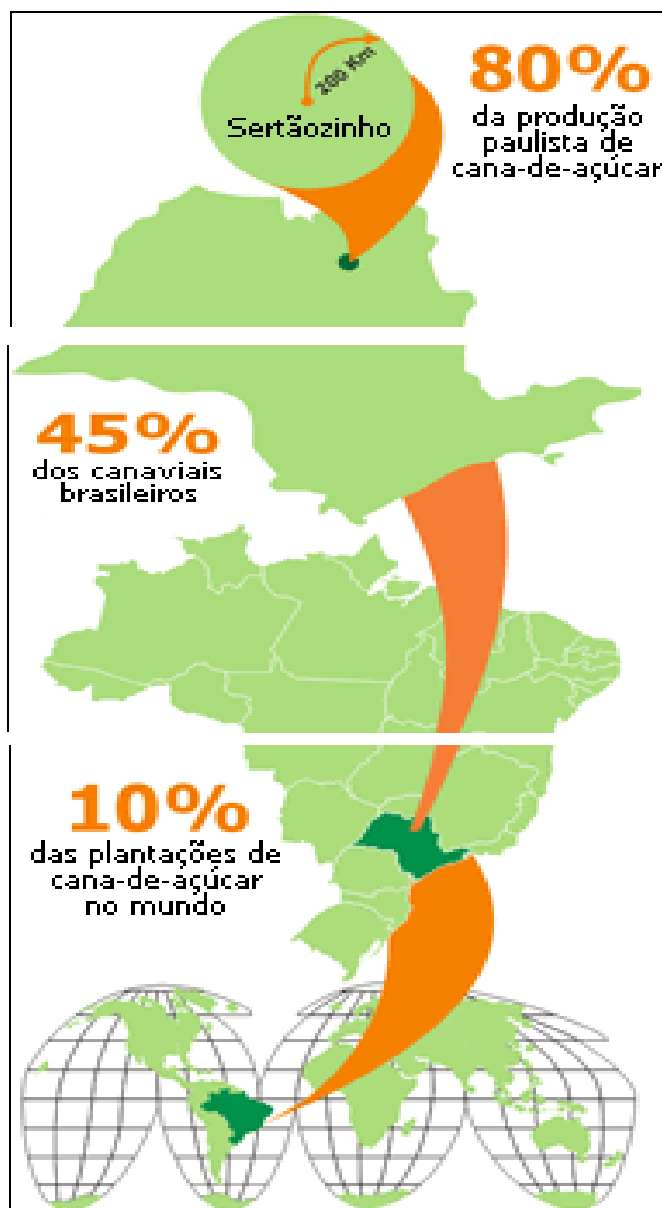 200 Km
Sertãozinho
80%
da produção
paulista de
cana-de-açúcar
45%
dos canaviais
brasileiros
10%
das plantações de
cana-de-açúcar
no mundo